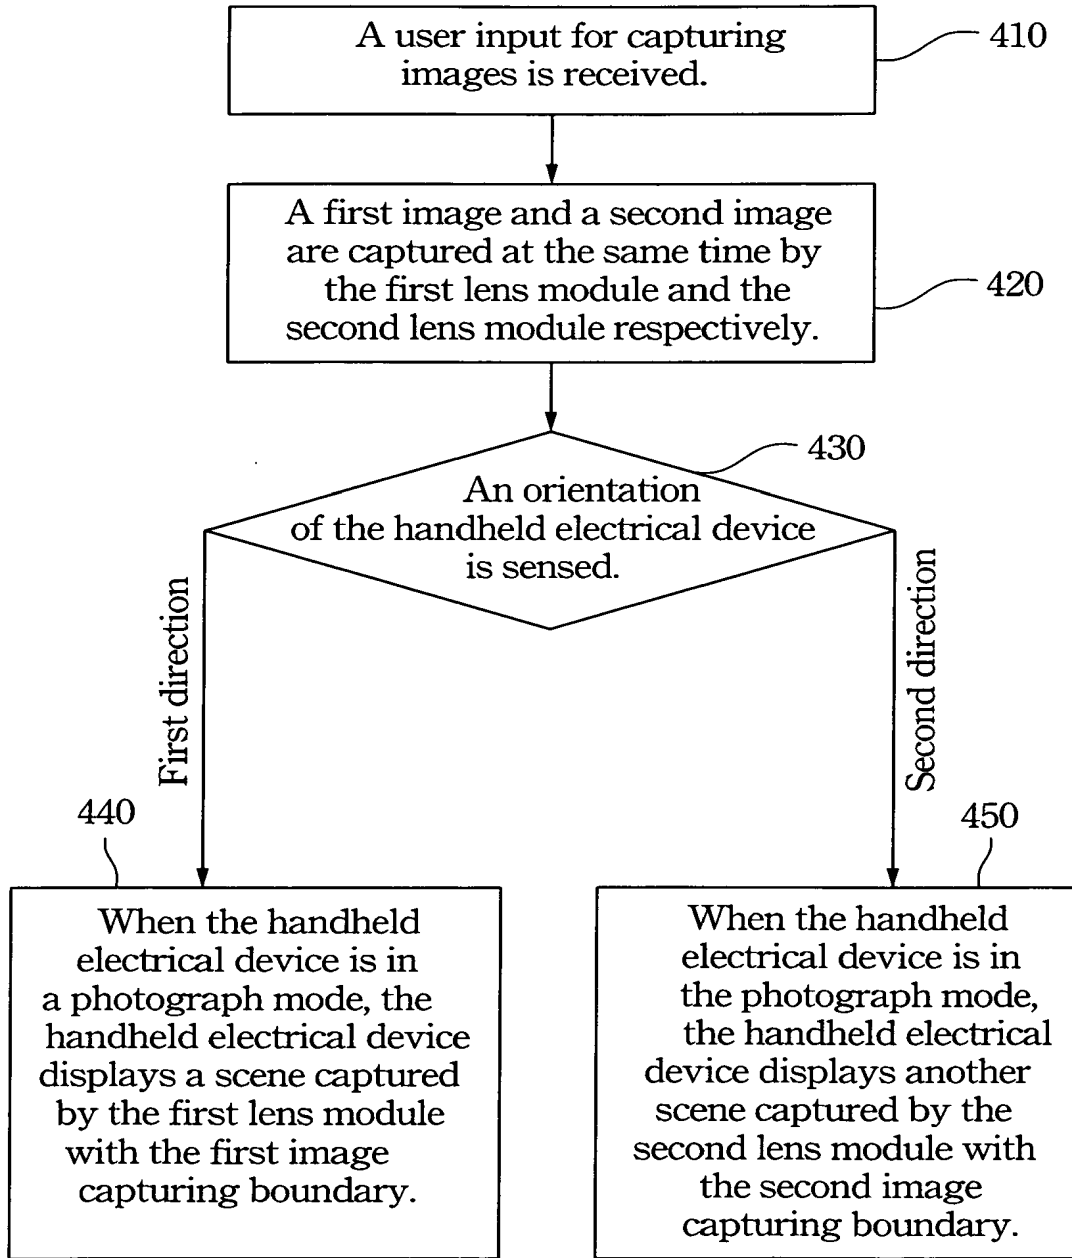 A user input for capturing
images is received.
410
A first image and a second image
are captured at the same time by
the first lens module and the
second lens module respectively.
420
430
An orientation
of the handheld electrical device
is sensed.
First direction
Second direction
440
When the handheld
electrical device is in
a photograph mode, the
handheld electrical device
displays a scene captured
by the first lens module
with the first image
capturing boundary.
450
When the handheld
electrical device is in
the photograph mode,
the handheld electrical
device displays another
scene captured by the
second lens module with
the second image
capturing boundary.